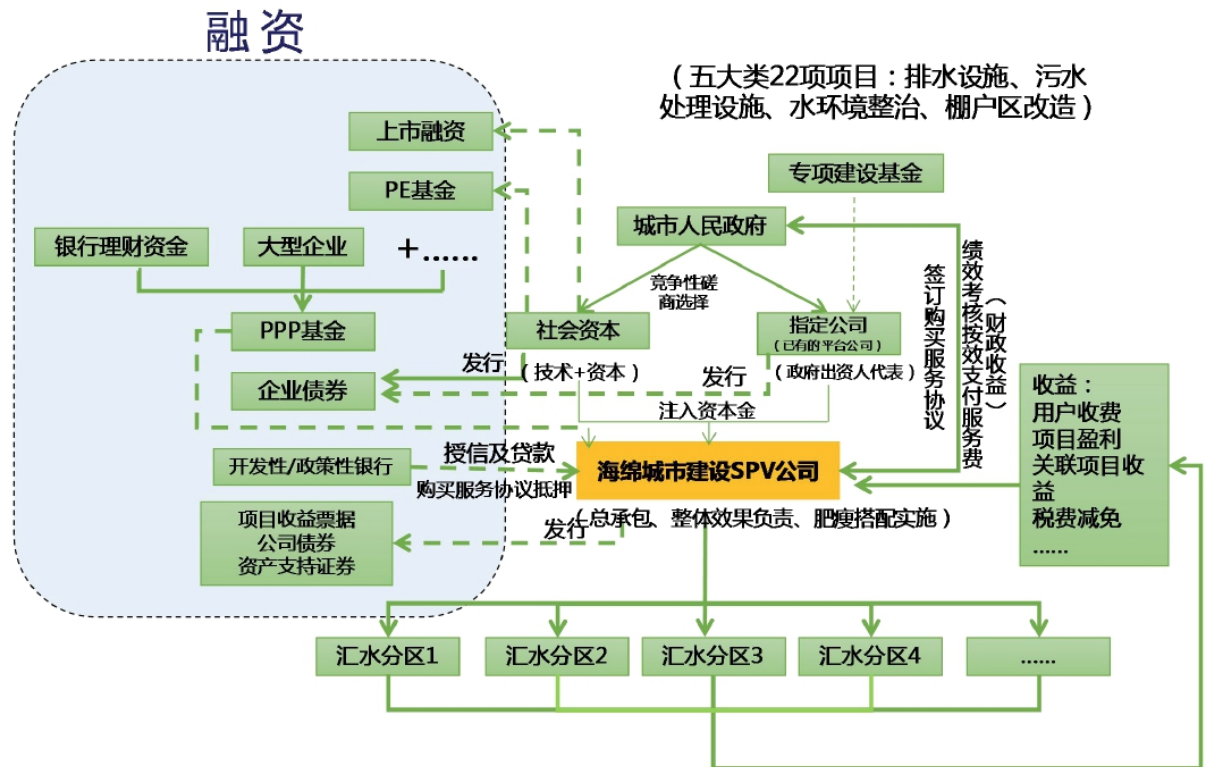 融资
（五大类22项项目：排水设施、污水
处理设施、水环境整治、棚户区改造）
上市融资
专项建设基金
PE基金
城市人民政府
银行理财资金
大型企业
+......
竞争性磋
商选择
签订购买服务协议
绩效考核按效支付服务费
（财政收益）
PPP基金
社会资本
指定公司
（已有的平台公司）
发行
（技术+资本）
发行
（政府出资人代表）
企业债券
注入资本金
收益：
用户收费
项目盈利
关联项目收
益
税费减免
......
开发性/政策性银行
授信及贷款
购买服务协议抵押
海绵城市建设SPV公司
（总承包、整体效果负责、肥瘦搭配实施）
发行
项目收益票据
公司债券
资产支持证券
汇水分区1
汇水分区2
汇水分区3
汇水分区4
......